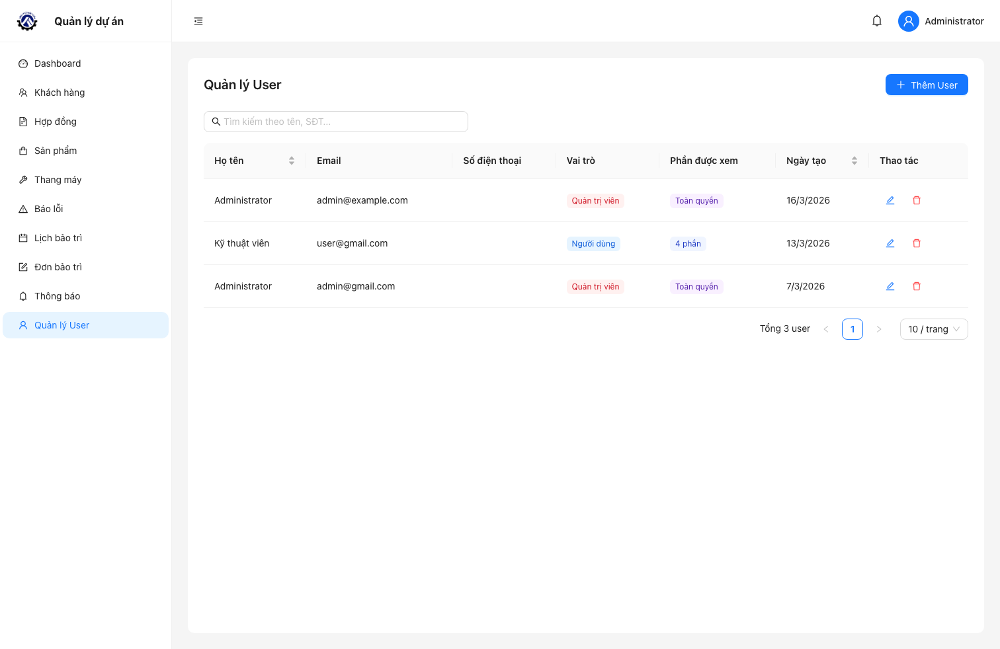 Quản lý dự án
Administrator
Dashboard
Khách hàng
Hợp đồng
Sản phẩm
Thang máy
Báo lỗi
Lịch bảo trì
Đơn bảo trì
Thông báo
Quản lý User
Quản lý User
Thêm User
Tìm kiếm theo tên, SĐT...
Họ tên Email Số điện thoại Vai trò Phần được xem Ngày tạo Thao tác
Administrator admin@example.com Quản trị viên Toàn quyền 16/3/2026
Kỹ thuật viên user@gmail.com Người dùng 4 phần 13/3/2026
Administrator admin@gmail.com Quản trị viên Toàn quyền 7/3/2026
Tổng 3 user 1 10 / trang